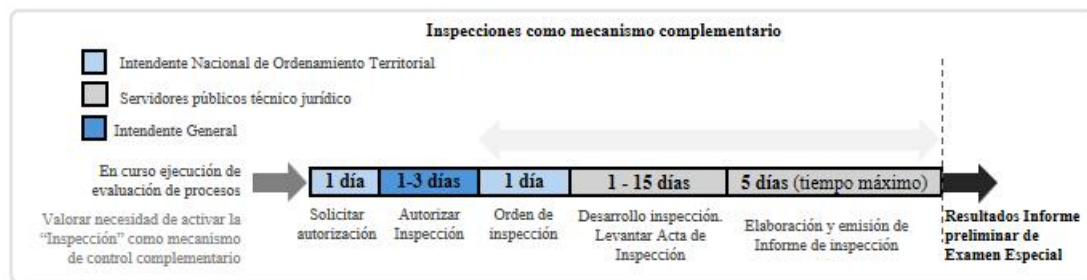 Inspecciones como mecanismo complementario
Intendente Nacional de Ordenamiento Territorial
Servidores públicos técnico jurídico
Intendente General
En curso ejecución de
evaluación de procesos
Valorar necesidad de activar la
“Inspección” como mecanismo
de control complementario
1 día
1-3 días
1 día
1 - 15 días
5 días (tiempo máximo)
Solicitar
autorización
Autorizar
Inspección
Orden de
inspección
Desarrollo inspección.
Levantar Acta de
Inspección
Elaboración y emisión de
Informe de inspección
Resultados Informe
preliminar de
Examen Especial